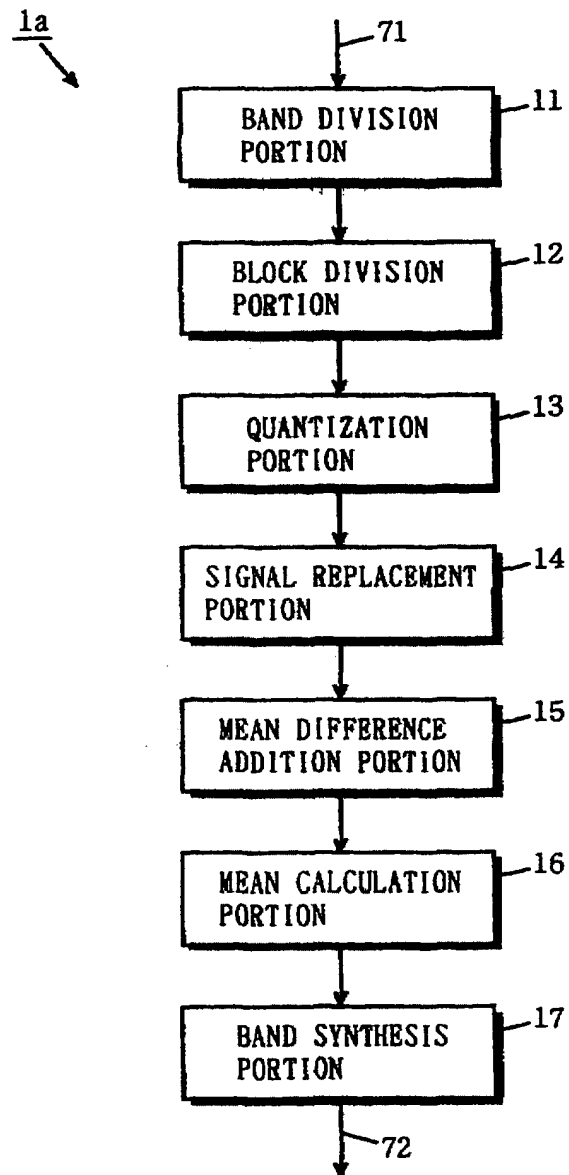 1a
71
BAND DIVISION
PORTION
11
BLOCK DIVISION
PORTION
12
QUANTIZATION
PORTION
13
SIGNAL REPLACEMENT
PORTION
14
MEAN DIFFERENCE
ADDITION PORTION
15
MEAN CALCULATION
PORTION
16
BAND SYNTHESIS
PORTION
17
72